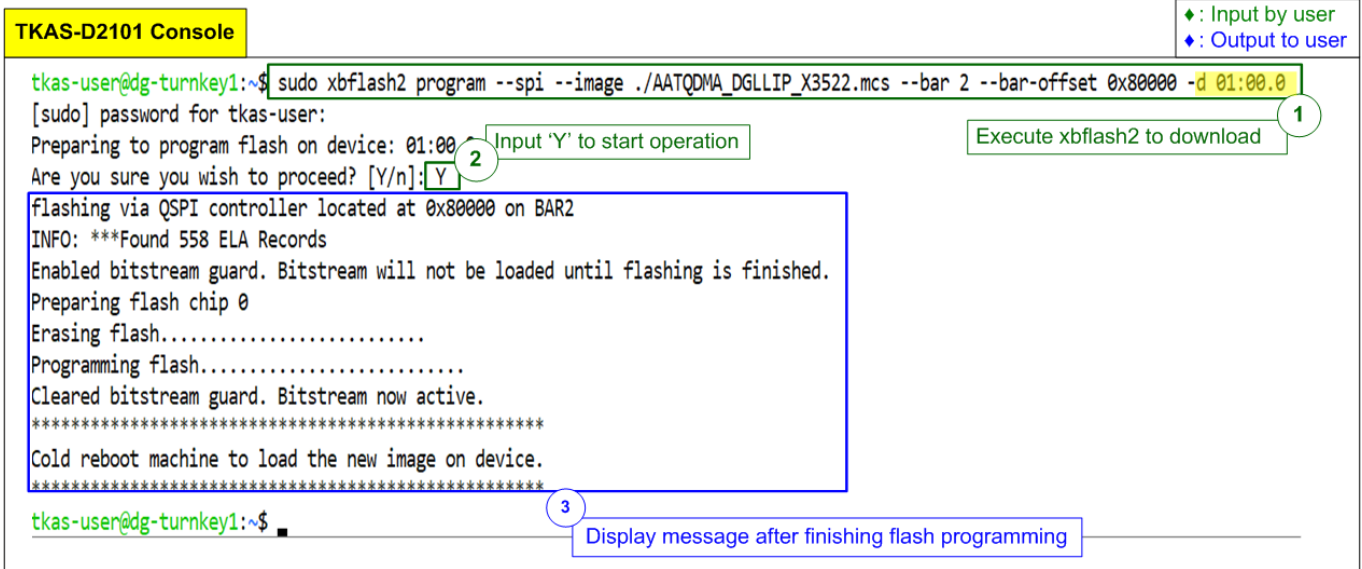 TKAS-D2101 Console
♦: Input by user
♦: Output to user
tkas-user@dg-turnkey1:~$ sudo xbflash2 program --spi --image ./AATQDMA_DGLLIP_X3522.mcs --bar 2 --bar-offset 0x80000 -d 01:00.0
1
Execute xbflash2 to download
[sudo] password for tkas-user:
Preparing to program flash on device: 01:00.
Input ‘Y’ to start operation
2
Are you sure you wish to proceed? [Y/n]: Y
flashing via QSPI controller located at 0x80000 on BAR2
INFO: ***Found 558 ELA Records
Enabled bitstream guard. Bitstream will not be loaded until flashing is finished.
Preparing flash chip 0
Erasing flash...........................
Programming flash...........................
Cleared bitstream guard. Bitstream now active.
****************************************************
Cold reboot machine to load the new image on device.
****************************************************
3
Display message after finishing flash programming
tkas-user@dg-turnkey1:~$